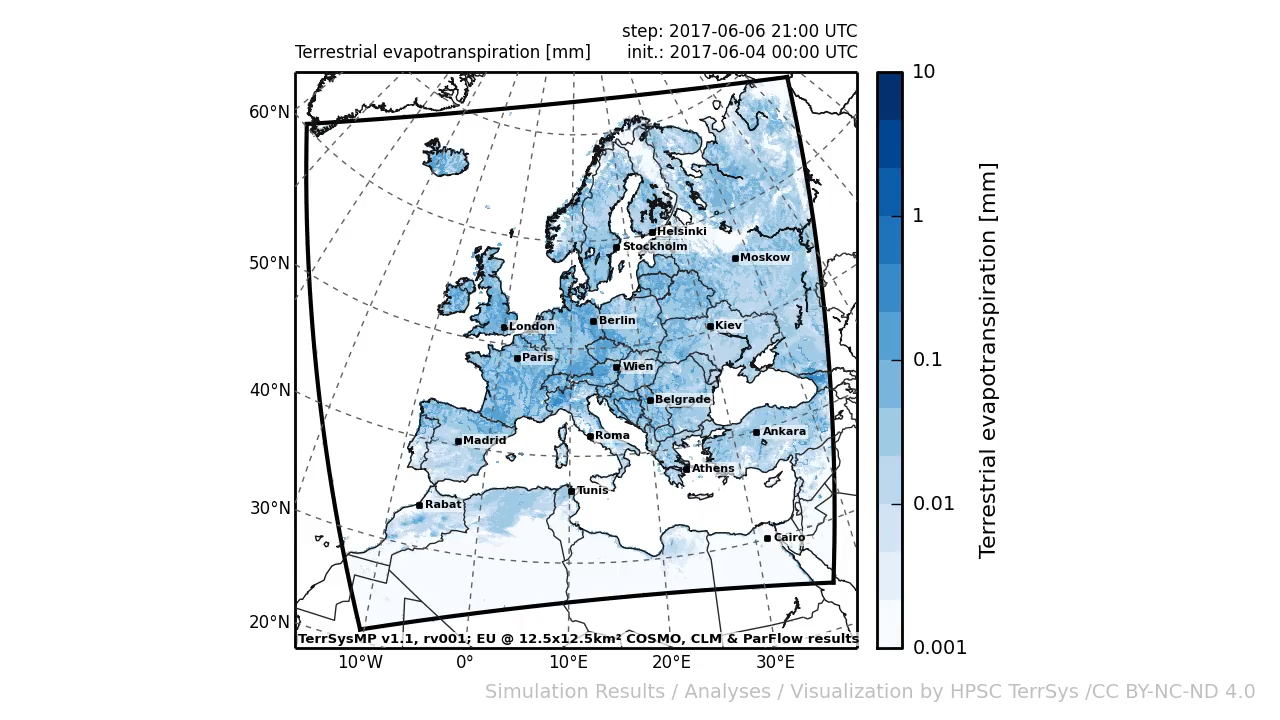 step: 2017-06-06 21:00 UTC
Terrestrial evapotranspiration [mm] init.: 2017-06-04 00:00 UTC
60°N
50°N
40°N
30°N
20°N
10°W 0° 10°E 20°E 30°E
Helsinki
Stockholm
Moskow
London
Berlin
Kiev
Paris
Wien
Belgrade
Madrid
Roma
Ankara
Athens
Tunis
Rabat
Cairo
TerrSysMP v1.1, rv001; EU @ 12.5x12.5km² COSMO, CLM & ParFlow results
10
1
0.1
0.01
0.001
Terrestrial evapotranspiration [mm]
Simulation Results / Analyses / Visualization by HPSC TerrSys /CC BY-NC-ND 4.0